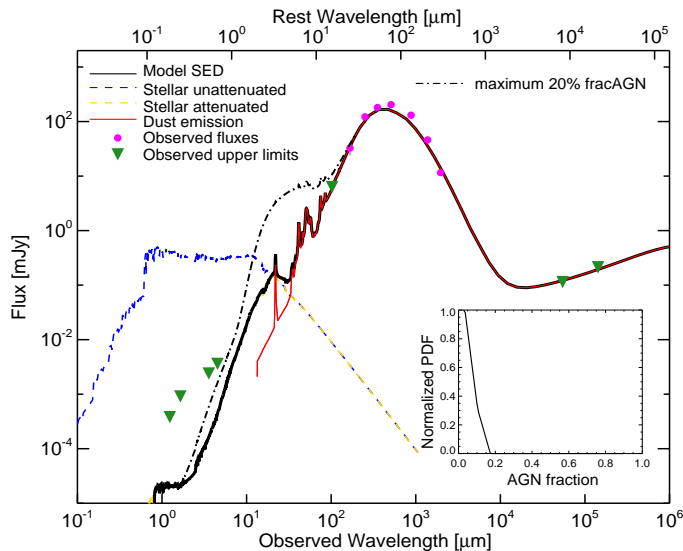 Rest Wavelength [μm]
10⁻¹ 10⁰ 10¹ 10² 10³ 10⁴ 10⁵
Model SED
Stellar unattenuated
Stellar attenuated
Dust emission
Observed fluxes
Observed upper limits
maximum 20% fracAGN
Flux [mJy]
10²
10⁰
10⁻²
10⁻⁴
Normalized PDF
1.0
0.8
0.6
0.4
0.2
0.0
0.0 0.2 0.4 0.6 0.8 1.0
AGN fraction
10⁻¹ 10⁰ 10¹ 10² 10³ 10⁴ 10⁵ 10⁶
Observed Wavelength [μm]